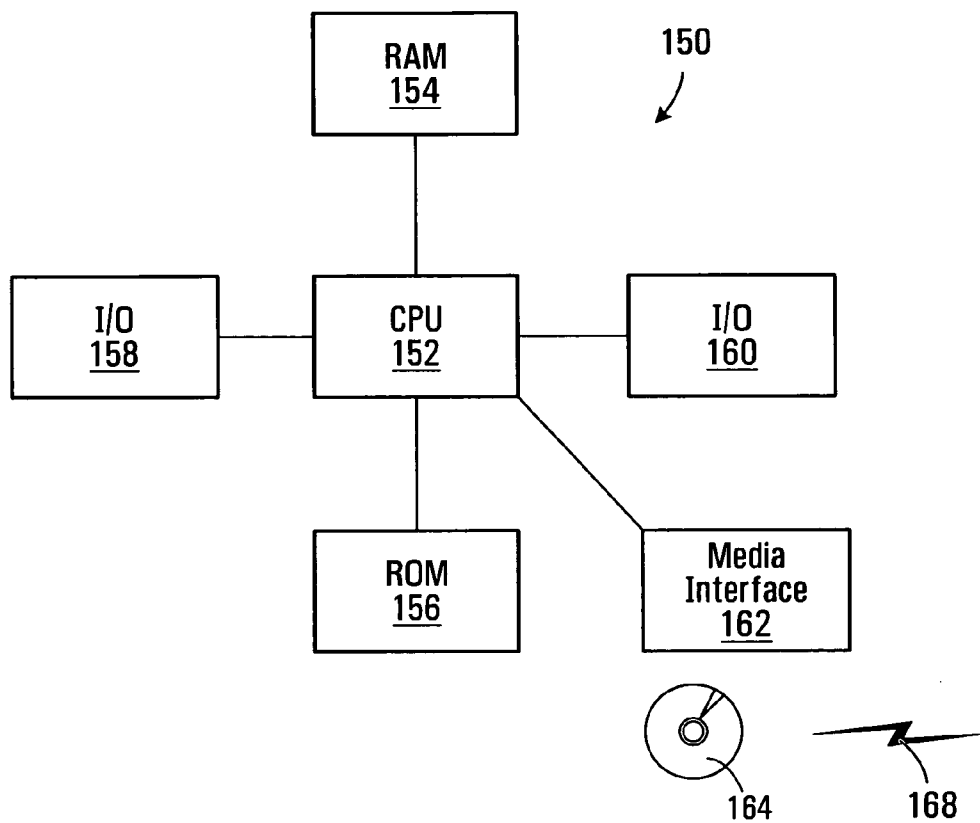 RAM
154
150
I/O
158
CPU
152
I/O
160
ROM
156
Media
Interface
162
164
168